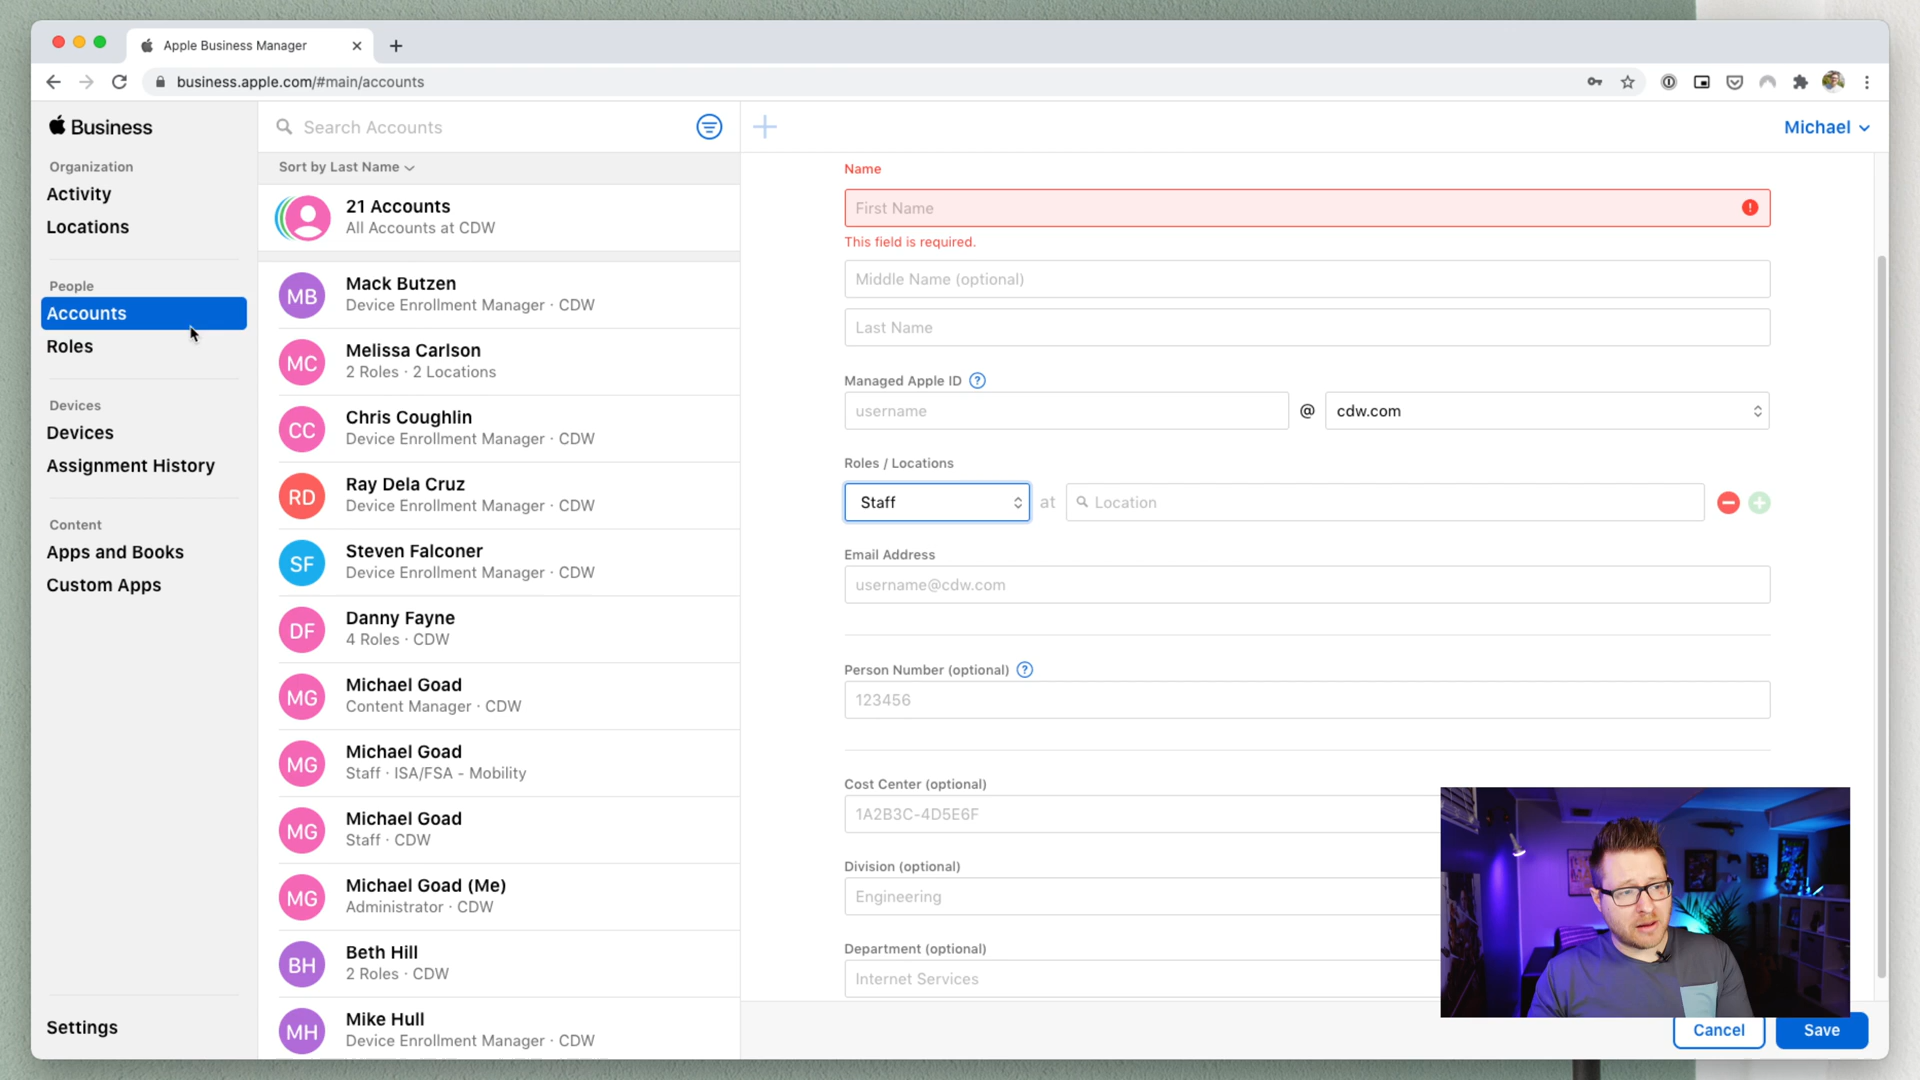 Apple Business Manager
business.apple.com/#main/accounts
Business
Organization
Activity
Locations
People
Accounts
Roles
Devices
Devices
Assignment History
Content
Apps and Books
Custom Apps
Settings
Search Accounts
Sort by Last Name
21 Accounts
All Accounts at CDW
MB
Mack Butzen
Device Enrollment Manager · CDW
MC
Melissa Carlson
2 Roles · 2 Locations
CC
Chris Coughlin
Device Enrollment Manager · CDW
RD
Ray Dela Cruz
Device Enrollment Manager · CDW
SF
Steven Falconer
Device Enrollment Manager · CDW
DF
Danny Fayne
4 Roles · CDW
MG
Michael Goad
Content Manager · CDW
MG
Michael Goad
Staff · ISA/FSA - Mobility
MG
Michael Goad
Staff · CDW
MG
Michael Goad (Me)
Administrator · CDW
BH
Beth Hill
2 Roles · CDW
MH
Mike Hull
Device Enrollment Manager · CDW
Michael
Name
First Name
This field is required.
Middle Name (optional)
Last Name
Managed Apple ID ?
username @ cdw.com
Roles / Locations
Staff at Location
Email Address
username@cdw.com
Person Number (optional) ?
123456
Cost Center (optional)
1A2B3C-4D5E6F
Division (optional)
Engineering
Department (optional)
Internet Services
Cancel Save